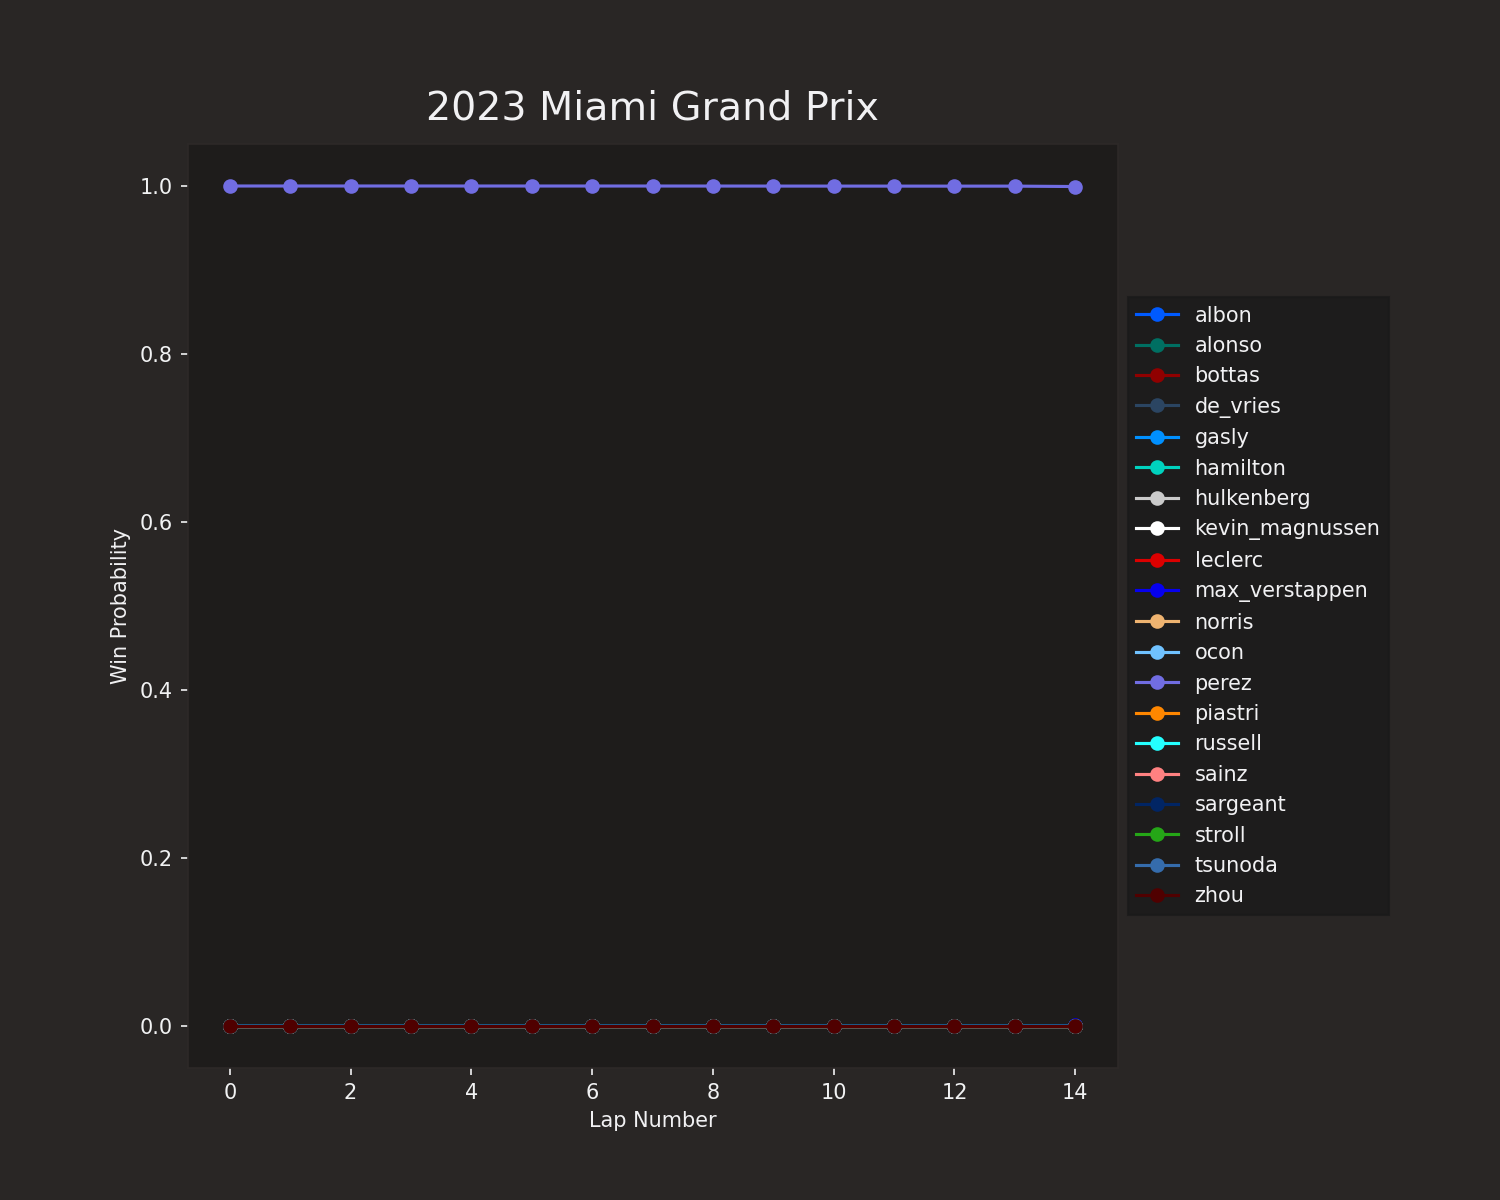 2023 Miami Grand Prix
1.0
0.8
0.6
0.4
0.2
0.0
Win Probability
0 2 4 6 8 10 12 14
Lap Number
albon
alonso
bottas
de_vries
gasly
hamilton
hulkenberg
kevin_magnussen
leclerc
max_verstappen
norris
ocon
perez
piastri
russell
sainz
sargeant
stroll
tsunoda
zhou